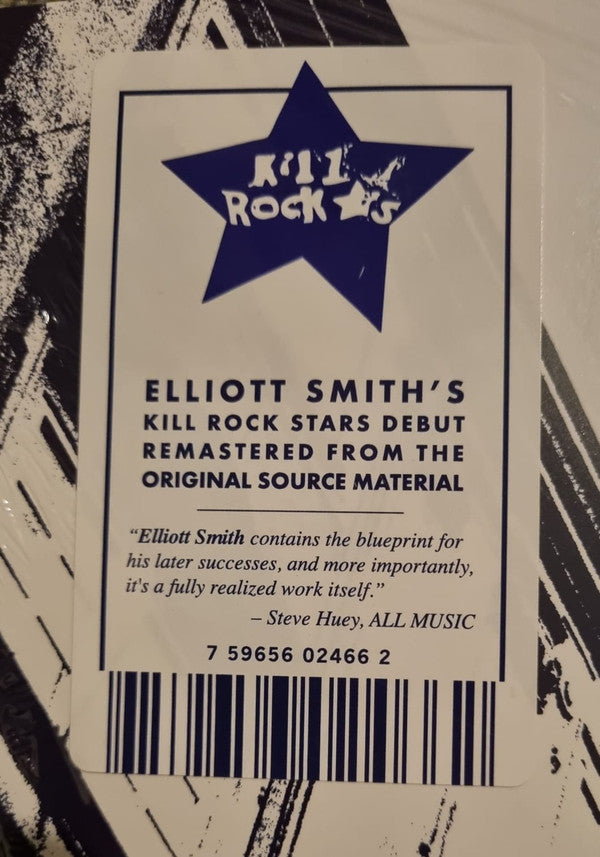 Kill
ROCK ★s
ELLIOTT SMITH'S
KILL ROCK STARS DEBUT
REMASTERED FROM THE
ORIGINAL SOURCE MATERIAL
“Elliott Smith contains the blueprint for
his later successes, and more importantly,
it's a fully realized work itself.”
– Steve Huey, ALL MUSIC
7 59656 02466 2